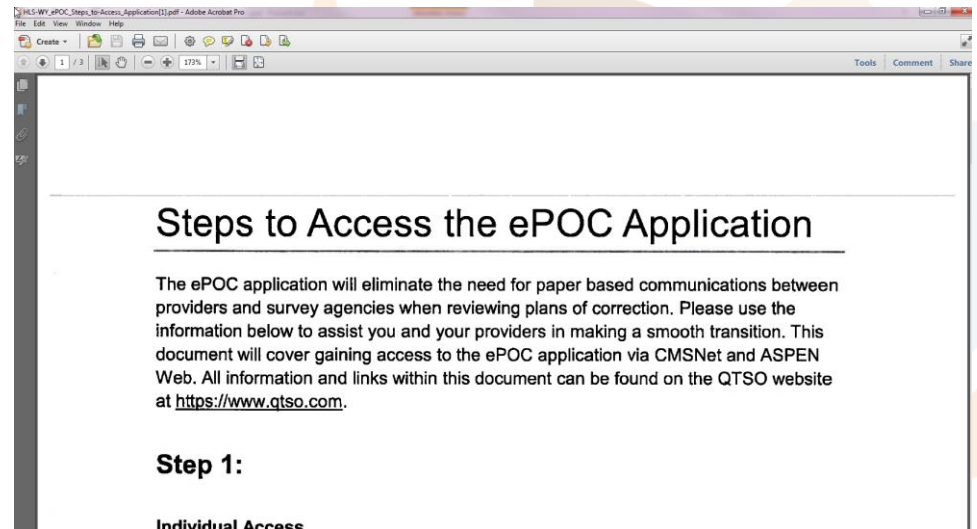 HLS-WY_ePOC_Steps_to-Access_Application[1].pdf - Adobe Acrobat Pro
File Edit View Window Help
Create
1 / 3 173% Tools Comment Share
Steps to Access the ePOC Application
The ePOC application will eliminate the need for paper based communications between
providers and survey agencies when reviewing plans of correction. Please use the
information below to assist you and your providers in making a smooth transition. This
document will cover gaining access to the ePOC application via CMSNet and ASPEN
Web. All information and links within this document can be found on the QTSO website
at https://www.qtso.com.
Step 1:
Individual Access